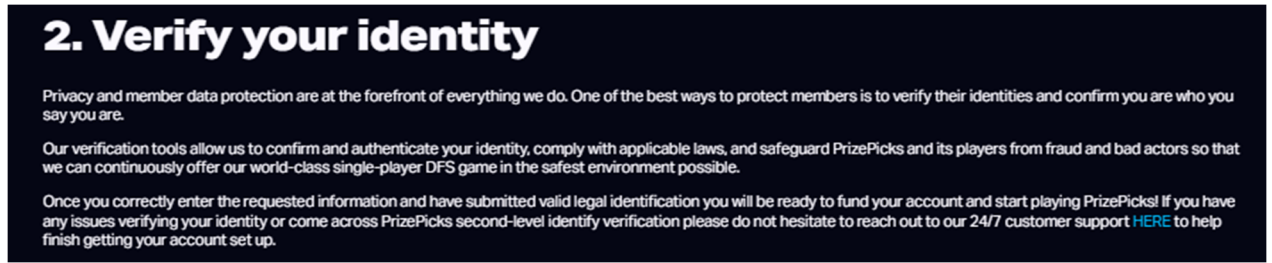 2. Verify your identity
Privacy and member data protection are at the forefront of everything we do. One of the best ways to protect members is to verify their identities and confirm you are who you
say you are.
Our verification tools allow us to confirm and authenticate your identity, comply with applicable laws, and safeguard PrizePicks and its players from fraud and bad actors so that
we can continuously offer our world-class single-player DFS game in the safest environment possible.
Once you correctly enter the requested information and have submitted valid legal identification you will be ready to fund your account and start playing PrizePicks! If you have
any issues verifying your identity or come across PrizePicks second-level identify verification please do not hesitate to reach out to our 24/7 customer support HERE to help
finish getting your account set up.